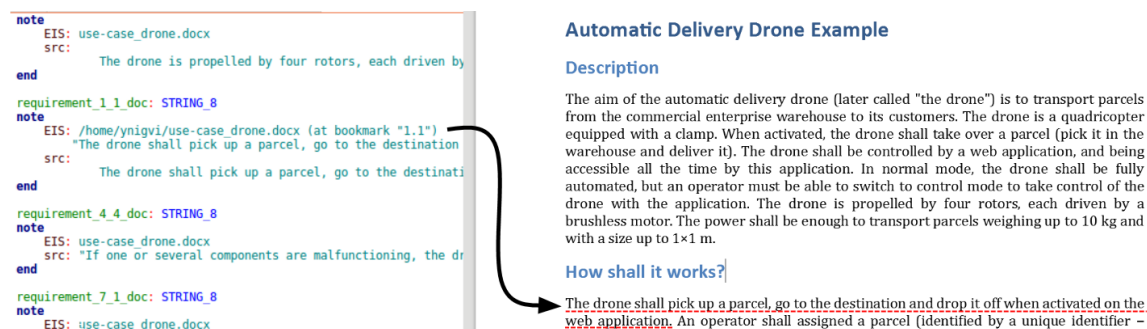 note
EIS: use-case_drone.docx
src:
The drone is propelled by four rotors, each driven by
end
requirement_1_1_doc: STRING_8
note
EIS: /home/ynigvi/use-case_drone.docx (at bookmark "1.1")
"The drone shall pick up a parcel, go to the destination
src:
The drone shall pick up a parcel, go to the destinati
end
requirement_4_4_doc: STRING_8
note
EIS: use-case_drone.docx
src: "If one or several components are malfunctioning, the dr
end
requirement_7_1_doc: STRING_8
note
EIS: use-case_drone.docx
Automatic Delivery Drone Example
Description
The aim of the automatic delivery drone (later called "the drone") is to transport parcels
from the commercial enterprise warehouse to its customers. The drone is a quadricopter
equipped with a clamp. When activated, the drone shall take over a parcel (pick it in the
warehouse and deliver it). The drone shall be controlled by a web application, and being
accessible all the time by this application. In normal mode, the drone shall be fully
automated, but an operator must be able to switch to control mode to take control of the
drone with the application. The drone is propelled by four rotors, each driven by a
brushless motor. The power shall be enough to transport parcels weighing up to 10 kg and
with a size up to 1×1 m.
How shall it works?
The drone shall pick up a parcel, go to the destination and drop it off when activated on the
web application. An operator shall assigned a parcel (identified by a unique identifier –